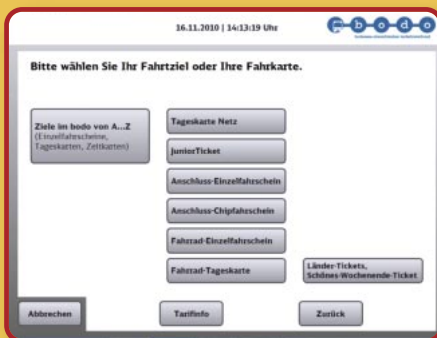 16.11.2010 | 14:13:19 Uhr
bodo
Bitte wählen Sie Ihr Fahrtziel oder Ihre Fahrkarte.
Ziele im bodo von A...Z
(Einzelfahrscheine,
Tageskarten, Zeitkarten)
Tageskarte Netz
JuniorTicket
Anschluss-Einzelfahrschein
Anschluss-Chipfahrschein
Fahrrad-Einzelfahrschein
Fahrrad-Tageskarte
Länder-Tickets,
Schönes-Wochenende-Ticket
Abbrechen
Tarifinfo
Zurück